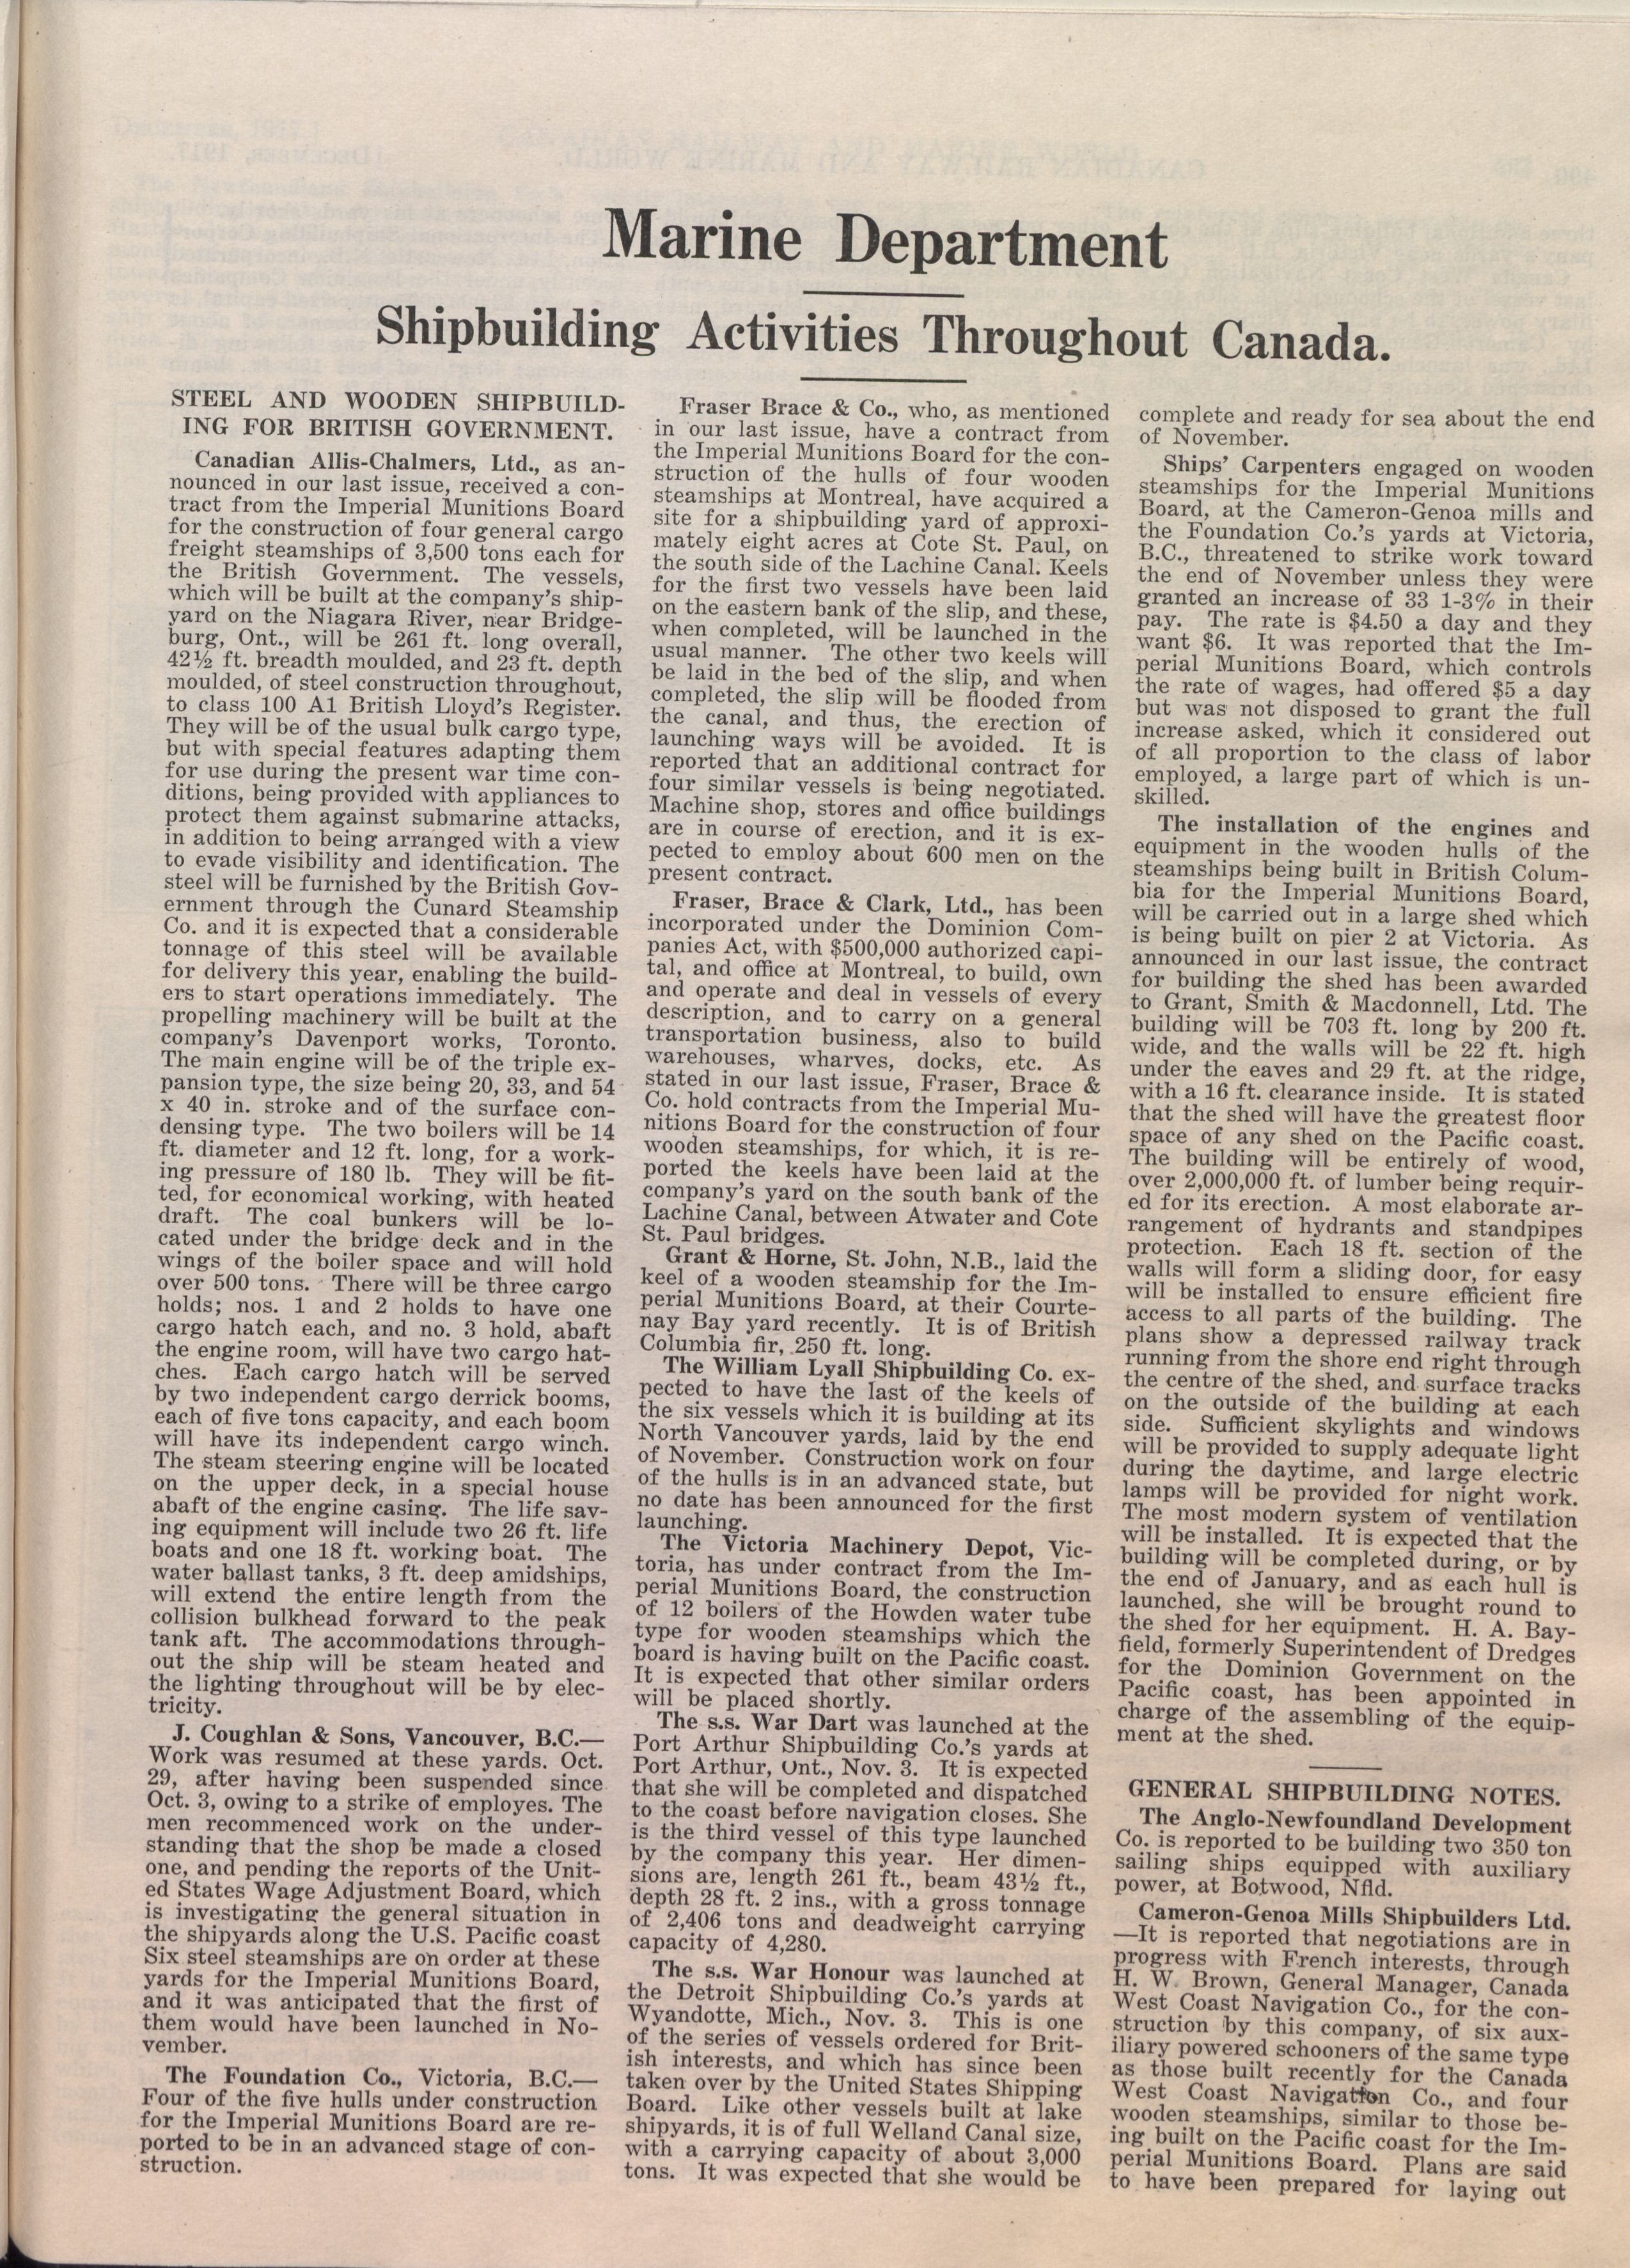 Marine Department
Shipbuilding Activities Throughout Canada.
STEEL AND WOODEN SHIPBUILD-
ING FOR BRITISH GOVERNMENT.
Canadian Allis-Chalmers, Ltd., as an-
nounced in our last issue, received a con-
tract from the Imperial Munitions Board
for the construction of four general cargo
freight steamships of 3,500 tons each for
the British Government. The vessels,
which will be built at the company's ship-
yard on the Niagara River, near Bridge-
burg, Ont., will be 261 ft. long overall,
42½ ft. breadth moulded, and 23 ft. depth
moulded, of steel construction throughout,
to class 100 A1 British Lloyd's Register.
They will be of the usual bulk cargo type,
but with special features adapting them
for use during the present war time con-
ditions, being provided with appliances to
protect them against submarine attacks,
in addition to being arranged with a view
to evade visibility and identification. The
steel will be furnished by the British Gov-
ernment through the Cunard Steamship
Co. and it is expected that a considerable
tonnage of this steel will be available
for delivery this year, enabling the build-
ers to start operations immediately. The
propelling machinery will be built at the
company's Davenport works, Toronto.
The main engine will be of the triple ex-
pansion type, the size being 20, 33, and 54
x 40 in. stroke and of the surface con-
densing type. The two boilers will be 14
ft. diameter and 12 ft. long, for a work-
ing pressure of 180 lb. They will be fit-
ted, for economical working, with heated
draft. The coal bunkers will be lo-
cated under the bridge deck and in the
wings of the boiler space and will hold
over 500 tons. There will be three cargo
holds; nos. 1 and 2 holds to have one
cargo hatch each, and no. 3 hold, abaft
the engine room, will have two cargo hat-
ches. Each cargo hatch will be served
by two independent cargo derrick booms,
each of five tons capacity, and each boom
will have its independent cargo winch.
The steam steering engine will be located
on the upper deck, in a special house
abaft of the engine casing. The life sav-
ing equipment will include two 26 ft. life
boats and one 18 ft. working boat. The
water ballast tanks, 3 ft. deep amidships,
will extend the entire length from the
collision bulkhead forward to the peak
tank aft. The accommodations through-
out the ship will be steam heated and
the lighting throughout will be by elec-
tricity.
J. Coughlan & Sons, Vancouver, B.C.—
Work was resumed at these yards. Oct.
29, after having been suspended since
Oct. 3, owing to a strike of employes. The
men recommenced work on the under-
standing that the shop be made a closed
one, and pending the reports of the Unit-
ed States Wage Adjustment Board, which
is investigating the general situation in
the shipyards along the U.S. Pacific coast
Six steel steamships are on order at these
yards for the Imperial Munitions Board,
and it was anticipated that the first of
them would have been launched in No-
vember.
The Foundation Co., Victoria, B.C.—
Four of the five hulls under construction
for the Imperial Munitions Board are re-
ported to be in an advanced stage of con-
struction.
Fraser Brace & Co., who, as mentioned
in our last issue, have a contract from
the Imperial Munitions Board for the con-
struction of the hulls of four wooden
steamships at Montreal, have acquired a
site for a shipbuilding yard of approxi-
mately eight acres at Cote St. Paul, on
the south side of the Lachine Canal. Keels
for the first two vessels have been laid
on the eastern bank of the slip, and these,
when completed, will be launched in the
usual manner. The other two keels will
be laid in the bed of the slip, and when
completed, the slip will be flooded from
the canal, and thus, the erection of
launching ways will be avoided. It is
reported that an additional contract for
four similar vessels is being negotiated.
Machine shop, stores and office buildings
are in course of erection, and it is ex-
pected to employ about 600 men on the
present contract.
Fraser, Brace & Clark, Ltd., has been
incorporated under the Dominion Com-
panies Act, with $500,000 authorized capi-
tal, and office at Montreal, to build, own
and operate and deal in vessels of every
description, and to carry on a general
transportation business, also to build
warehouses, wharves, docks, etc. As
stated in our last issue, Fraser, Brace &
Co. hold contracts from the Imperial Mu-
nitions Board for the construction of four
wooden steamships, for which, it is re-
ported the keels have been laid at the
company's yard on the south bank of the
Lachine Canal, between Atwater and Cote
St. Paul bridges.
Grant & Horne, St. John, N.B., laid the
keel of a wooden steamship for the Im-
perial Munitions Board, at their Courte-
nay Bay yard recently. It is of British
Columbia fir, 250 ft. long.
The William Lyall Shipbuilding Co. ex-
pected to have the last of the keels of
the six vessels which it is building at its
North Vancouver yards, laid by the end
of November. Construction work on four
of the hulls is in an advanced state, but
no date has been announced for the first
launching.
The Victoria Machinery Depot, Vic-
toria, has under contract from the Im-
perial Munitions Board, the construction
of 12 boilers of the Howden water tube
type for wooden steamships which the
board is having built on the Pacific coast.
It is expected that other similar orders
will be placed shortly.
The s.s. War Dart was launched at the
Port Arthur Shipbuilding Co.'s yards at
Port Arthur, Ont., Nov. 3. It is expected
that she will be completed and dispatched
to the coast before navigation closes. She
is the third vessel of this type launched
by the company this year. Her dimen-
sions are, length 261 ft., beam 43½ ft.,
depth 28 ft. 2 ins., with a gross tonnage
of 2,406 tons and deadweight carrying
capacity of 4,280.
The s.s. War Honour was launched at
the Detroit Shipbuilding Co.'s yards at
Wyandotte, Mich., Nov. 3. This is one
of the series of vessels ordered for Brit-
ish interests, and which has since been
taken over by the United States Shipping
Board. Like other vessels built at lake
shipyards, it is of full Welland Canal size,
with a carrying capacity of about 3,000
tons. It was expected that she would be
complete and ready for sea about the end
of November.
Ships' Carpenters engaged on wooden
steamships for the Imperial Munitions
Board, at the Cameron-Genoa mills and
the Foundation Co.'s yards at Victoria,
B.C., threatened to strike work toward
the end of November unless they were
granted an increase of 33 1-3% in their
pay. The rate is $4.50 a day and they
want $6. It was reported that the Im-
perial Munitions Board, which controls
the rate of wages, had offered $5 a day
but was not disposed to grant the full
increase asked, which it considered out
of all proportion to the class of labor
employed, a large part of which is un-
skilled.
The installation of the engines and
equipment in the wooden hulls of the
steamships being built in British Colum-
bia for the Imperial Munitions Board,
will be carried out in a large shed which
is being built on pier 2 at Victoria. As
announced in our last issue, the contract
for building the shed has been awarded
to Grant, Smith & Macdonnell, Ltd. The
building will be 703 ft. long by 200 ft.
wide, and the walls will be 22 ft. high
under the eaves and 29 ft. at the ridge,
with a 16 ft. clearance inside. It is stated
that the shed will have the greatest floor
space of any shed on the Pacific coast.
The building will be entirely of wood,
over 2,000,000 ft. of lumber being requir-
ed for its erection. A most elaborate ar-
rangement of hydrants and standpipes
protection. Each 18 ft. section of the
walls will form a sliding door, for easy
will be installed to ensure efficient fire
access to all parts of the building. The
plans show a depressed railway track
running from the shore end right through
the centre of the shed, and surface tracks
on the outside of the building at each
side. Sufficient skylights and windows
will be provided to supply adequate light
during the daytime, and large electric
lamps will be provided for night work.
The most modern system of ventilation
will be installed. It is expected that the
building will be completed during, or by
the end of January, and as each hull is
launched, she will be brought round to
the shed for her equipment. H. A. Bay-
field, formerly Superintendent of Dredges
for the Dominion Government on the
Pacific coast, has been appointed in
charge of the assembling of the equip-
ment at the shed.
GENERAL SHIPBUILDING NOTES.
The Anglo-Newfoundland Development
Co. is reported to be building two 350 ton
sailing ships equipped with auxiliary
power, at Botwood, Nfld.
Cameron-Genoa Mills Shipbuilders Ltd.
—It is reported that negotiations are in
progress with French interests, through
H. W. Brown, General Manager, Canada
West Coast Navigation Co., for the con-
struction by this company, of six aux-
iliary powered schooners of the same type
as those built recently for the Canada
West Coast Navigation Co., and four
wooden steamships, similar to those be-
ing built on the Pacific coast for the Im-
perial Munitions Board. Plans are said
to have been prepared for laying out